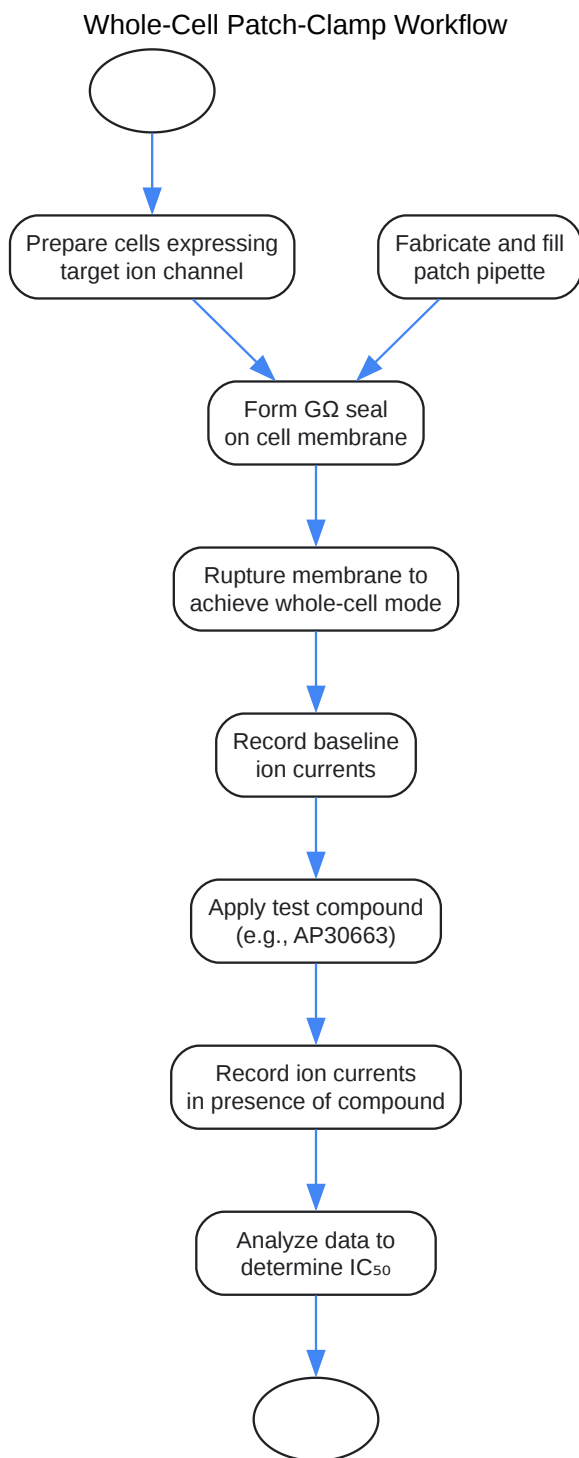 Whole-Cell Patch-Clamp Workflow
Prepare cells expressing
target ion channel
Fabricate and fill
patch pipette
Form GΩ seal
on cell membrane
Rupture membrane to
achieve whole-cell mode
Record baseline
ion currents
Apply test compound
(e.g., AP30663)
Record ion currents
in presence of compound
Analyze data to
determine IC₅₀